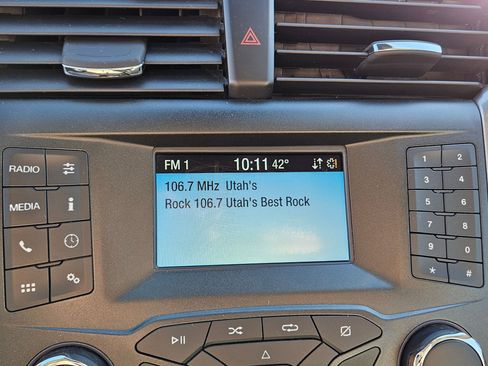 FM 1 10:11 42°
106.7 MHz Utah's
Rock 106.7 Utah's Best Rock
RADIO
MEDIA
i
1 2
3 4
5 6
7 8
9 0
* #